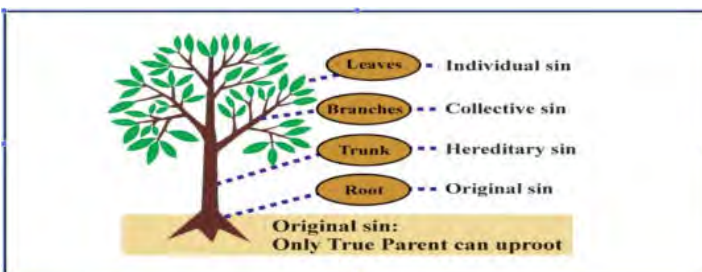 Leaves Individual sin
Branches Collective sin
Trunk Hereditary sin
Root Original sin
Original sin:
Only True Parent can uproot